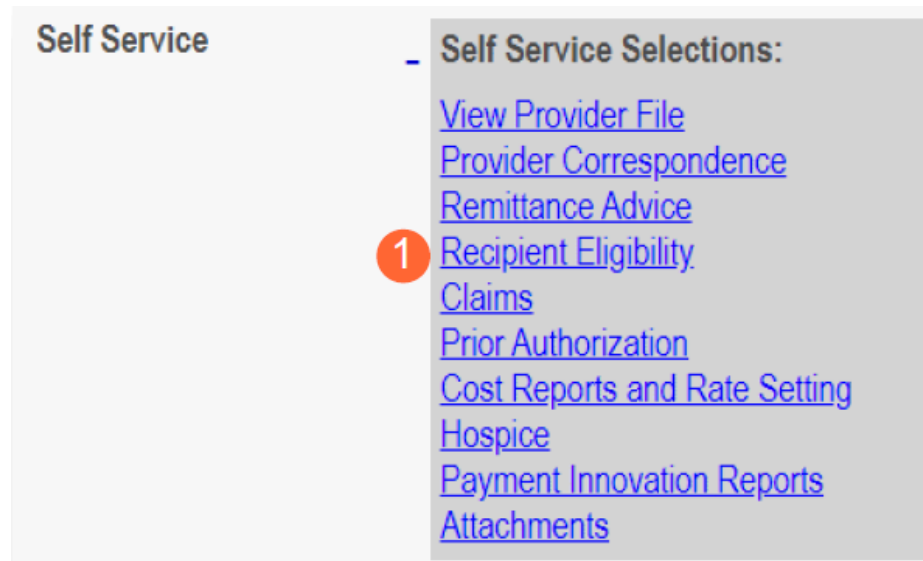 Self Service
- Self Service Selections:
View Provider File
Provider Correspondence
Remittance Advice
1 Recipient Eligibility
Claims
Prior Authorization
Cost Reports and Rate Setting
Hospice
Payment Innovation Reports
Attachments